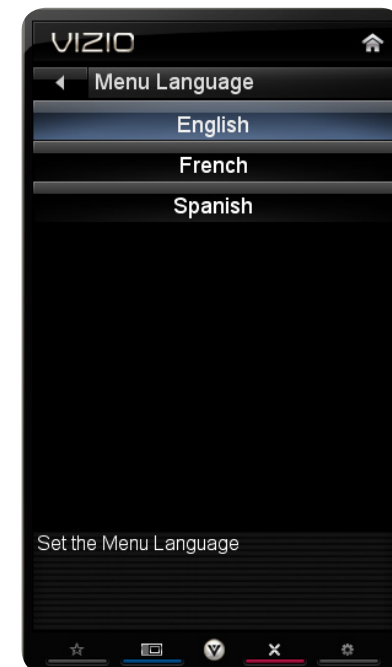 VIZIO
Menu Language
English
French
Spanish
Set the Menu Language